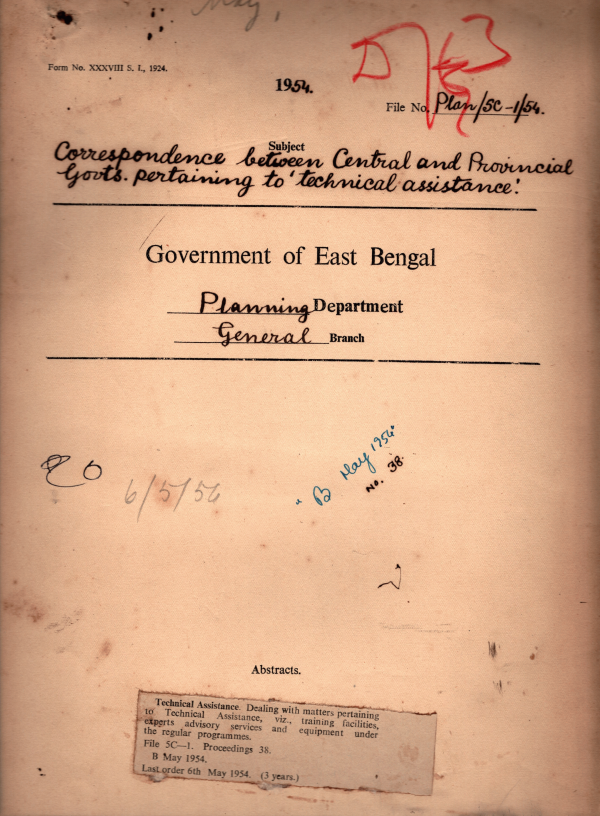 May,
Form No. XXXVIII S. I., 1924.
1954.
File No. Plan/5C-1/54.
Subject
Correspondence between Central and Provincial
Govts. pertaining to 'technical assistance'.
Government of East Bengal
Planning Department
General Branch
"B May 1954"
No. 38.
6/5/54
Abstracts.
Technical Assistance. Dealing with matters pertaining
to Technical Assistance, viz., training facilities,
experts advisory services and equipment under
the regular programmes.
File 5C—1. Proceedings 38.
B May 1954.
Last order 6th May 1954. (3 years.)